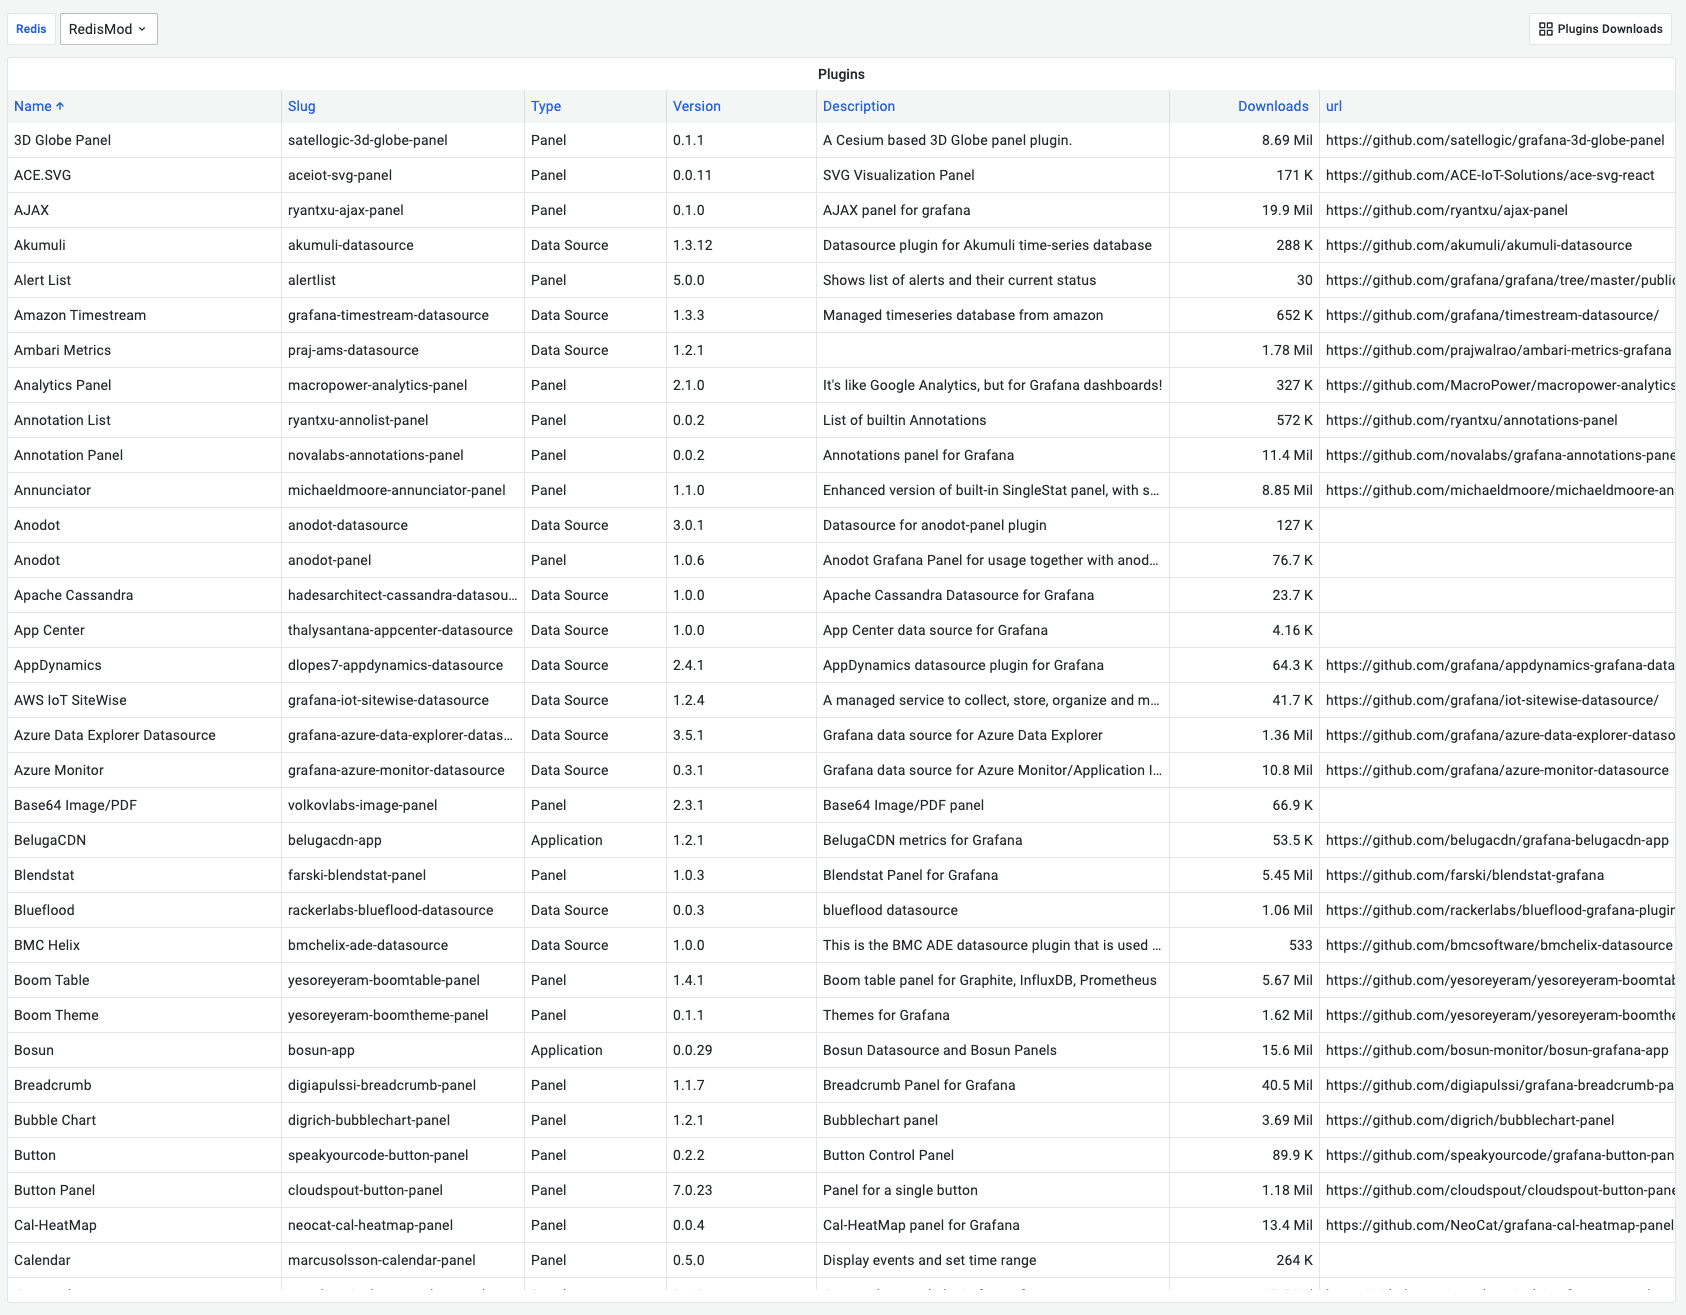 Redis RedisMod Plugins Downloads
Plugins
Name ↑ Slug Type Version Description Downloads url
3D Globe Panel satellogic-3d-globe-panel Panel 0.1.1 A Cesium based 3D Globe panel plugin. 8.69 Mil https://github.com/satellogic/grafana-3d-globe-panel
ACE.SVG aceiot-svg-panel Panel 0.0.11 SVG Visualization Panel 171 K https://github.com/ACE-IoT-Solutions/ace-svg-react
AJAX ryantxu-ajax-panel Panel 0.1.0 AJAX panel for grafana 19.9 Mil https://github.com/ryantxu/ajax-panel
Akumuli akumuli-datasource Data Source 1.3.12 Datasource plugin for Akumuli time-series database 288 K https://github.com/akumuli/akumuli-datasource
Alert List alertlist Panel 5.0.0 Shows list of alerts and their current status 30 https://github.com/grafana/grafana/tree/master/public
Amazon Timestream grafana-timestream-datasource Data Source 1.3.3 Managed timeseries database from amazon 652 K https://github.com/grafana/timestream-datasource/
Ambari Metrics praj-ams-datasource Data Source 1.2.1 1.78 Mil https://github.com/prajwalrao/ambari-metrics-grafana
Analytics Panel macropower-analytics-panel Panel 2.1.0 It's like Google Analytics, but for Grafana dashboards! 327 K https://github.com/MacroPower/macropower-analytics
Annotation List ryantxu-annolist-panel Panel 0.0.2 List of builtin Annotations 572 K https://github.com/ryantxu/annotations-panel
Annotation Panel novalabs-annotations-panel Panel 0.0.2 Annotations panel for Grafana 11.4 Mil https://github.com/novalabs/grafana-annotations-pane
Annunciator michaeldmoore-annunciator-panel Panel 1.1.0 Enhanced version of built-in SingleStat panel, with s... 8.85 Mil https://github.com/michaeldmoore/michaeldmoore-an
Anodot anodot-datasource Data Source 3.0.1 Datasource for anodot-panel plugin 127 K
Anodot anodot-panel Panel 1.0.6 Anodot Grafana Panel for usage together with anod... 76.7 K
Apache Cassandra hadesarchitect-cassandra-datasou... Data Source 1.0.0 Apache Cassandra Datasource for Grafana 23.7 K
App Center thalysantana-appcenter-datasource Data Source 1.0.0 App Center data source for Grafana 4.16 K
AppDynamics dlopes7-appdynamics-datasource Data Source 2.4.1 AppDynamics datasource plugin for Grafana 64.3 K https://github.com/grafana/appdynamics-grafana-data
AWS IoT SiteWise grafana-iot-sitewise-datasource Data Source 1.2.4 A managed service to collect, store, organize and m... 41.7 K https://github.com/grafana/iot-sitewise-datasource/
Azure Data Explorer Datasource grafana-azure-data-explorer-datas... Data Source 3.5.1 Grafana data source for Azure Data Explorer 1.36 Mil https://github.com/grafana/azure-data-explorer-dataso
Azure Monitor grafana-azure-monitor-datasource Data Source 0.3.1 Grafana data source for Azure Monitor/Application I... 10.8 Mil https://github.com/grafana/azure-monitor-datasource
Base64 Image/PDF volkovlabs-image-panel Panel 2.3.1 Base64 Image/PDF panel 66.9 K
BelugaCDN belugacdn-app Application 1.2.1 BelugaCDN metrics for Grafana 53.5 K https://github.com/belugacdn/grafana-belugacdn-app
Blendstat farski-blendstat-panel Panel 1.0.3 Blendstat Panel for Grafana 5.45 Mil https://github.com/farski/blendstat-grafana
Blueflood rackerlabs-blueflood-datasource Data Source 0.0.3 blueflood datasource 1.06 Mil https://github.com/rackerlabs/blueflood-grafana-plugin
BMC Helix bmchelix-ade-datasource Data Source 1.0.0 This is the BMC ADE datasource plugin that is used ... 533 https://github.com/bmcsoftware/bmchelix-datasource
Boom Table yesoreyeram-boomtable-panel Panel 1.4.1 Boom table panel for Graphite, InfluxDB, Prometheus 5.67 Mil https://github.com/yesoreyeram/yesoreyeram-boomtab
Boom Theme yesoreyeram-boomtheme-panel Panel 0.1.1 Themes for Grafana 1.62 Mil https://github.com/yesoreyeram/yesoreyeram-boomthe
Bosun bosun-app Application 0.0.29 Bosun Datasource and Bosun Panels 15.6 Mil https://github.com/bosun-monitor/bosun-grafana-app
Breadcrumb digiapulssi-breadcrumb-panel Panel 1.1.7 Breadcrumb Panel for Grafana 40.5 Mil https://github.com/digiapulssi/grafana-breadcrumb-pa
Bubble Chart digrich-bubblechart-panel Panel 1.2.1 Bubblechart panel 3.69 Mil https://github.com/digrich/bubblechart-panel
Button speakyourcode-button-panel Panel 0.2.2 Button Control Panel 89.9 K https://github.com/speakyourcode/grafana-button-pan
Button Panel cloudspout-button-panel Panel 7.0.23 Panel for a single button 1.18 Mil https://github.com/cloudspout/cloudspout-button-pane
Cal-HeatMap neocat-cal-heatmap-panel Panel 0.0.4 Cal-HeatMap panel for Grafana 13.4 Mil https://github.com/NeoCat/grafana-cal-heatmap-panel
Calendar marcusolsson-calendar-panel Panel 0.5.0 Display events and set time range 264 K